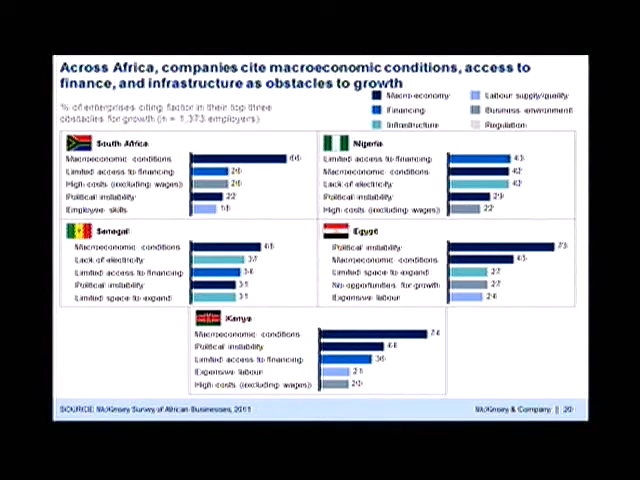 Across Africa, companies cite macroeconomic conditions, access to
finance, and infrastructure as obstacles to growth
% of enterprises citing factor in their top three
obstacles for growth (n = 1,373 employers)
Macro-economy
Labour supply/quality
Financing
Business environment
Infrastructure
Regulation
South Africa
Macroeconomic conditions
Limited access to financing
High costs (excluding wages)
Political instability 22
Employee skills
Nigeria
Limited access to financing
Macroeconomic conditions 42
Lack of electricity 42
Political instability
High costs (excluding wages) 22
Senegal
Macroeconomic conditions
Lack of electricity
Limited access to financing
Political instability
Limited space to expand
Egypt
Political instability
Macroeconomic conditions
Limited space to expand
No opportunities for growth
Expensive labour
Kenya
Macroeconomic conditions
Political instability
Limited access to financing
Expensive labour
High costs (excluding wages)
SOURCE: McKinsey Survey of African Businesses, 2011
McKinsey & Company | 20